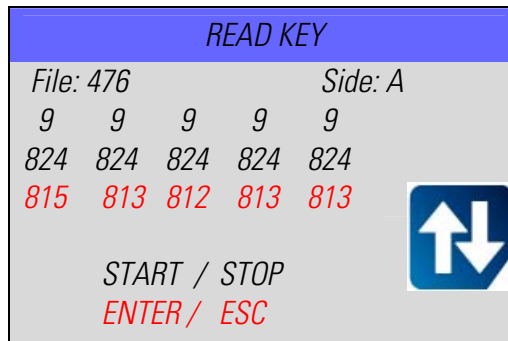 READ KEY
File: 476 Side: A
9 9 9 9 9
824 824 824 824 824
815 813 812 813 813
START / STOP
ENTER / ESC